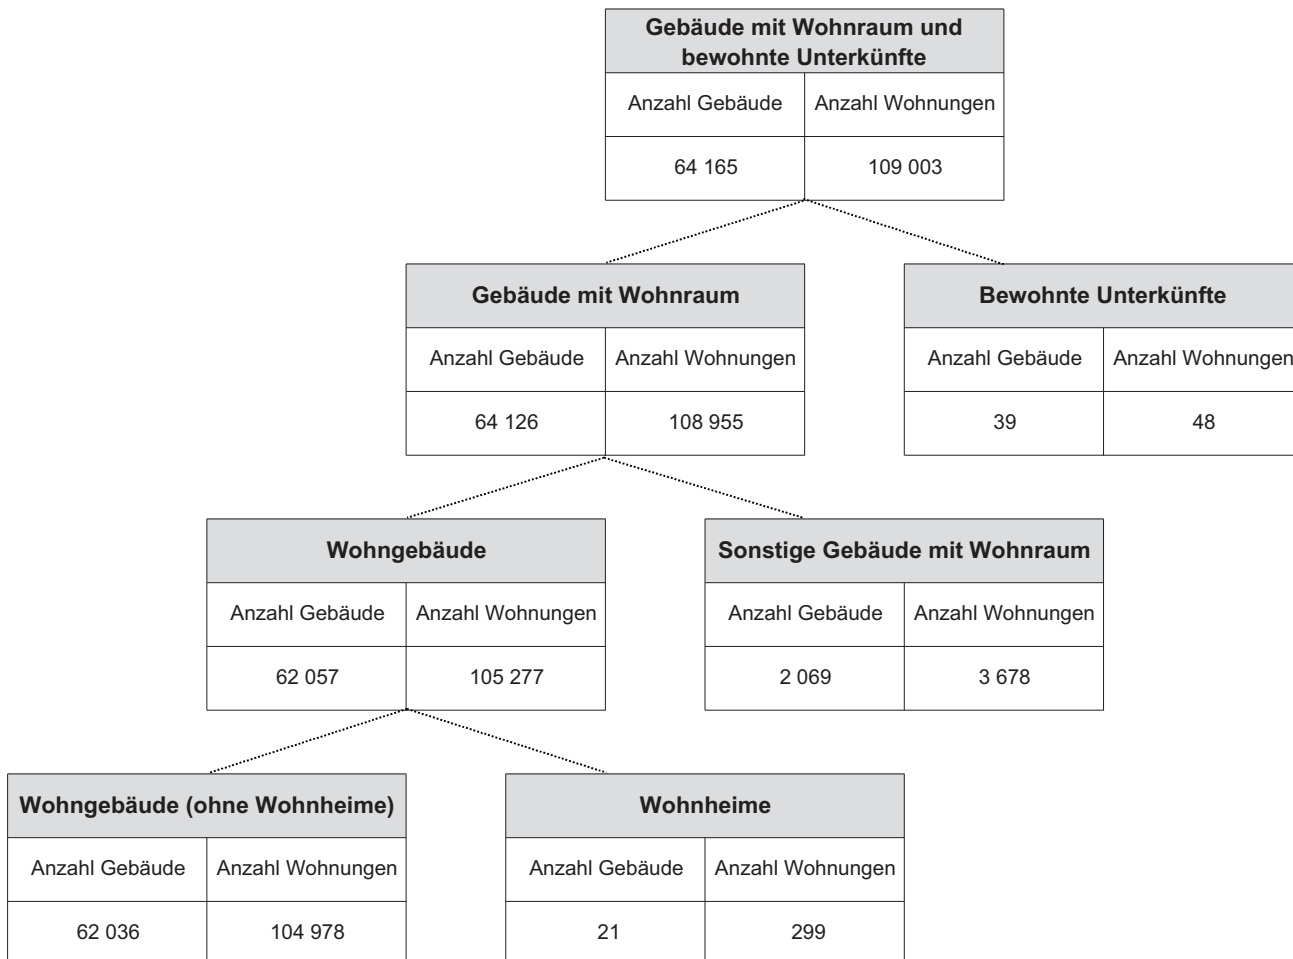 Gebäude mit Wohnraum und
bewohnte Unterkünfte
Anzahl Gebäude Anzahl Wohnungen
64 165 109 003
Gebäude mit Wohnraum
Anzahl Gebäude Anzahl Wohnungen
64 126 108 955
Bewohnte Unterkünfte
Anzahl Gebäude Anzahl Wohnungen
39 48
Wohngebäude
Anzahl Gebäude Anzahl Wohnungen
62 057 105 277
Sonstige Gebäude mit Wohnraum
Anzahl Gebäude Anzahl Wohnungen
2 069 3 678
Wohngebäude (ohne Wohnheime)
Anzahl Gebäude Anzahl Wohnungen
62 036 104 978
Wohnheime
Anzahl Gebäude Anzahl Wohnungen
21 299